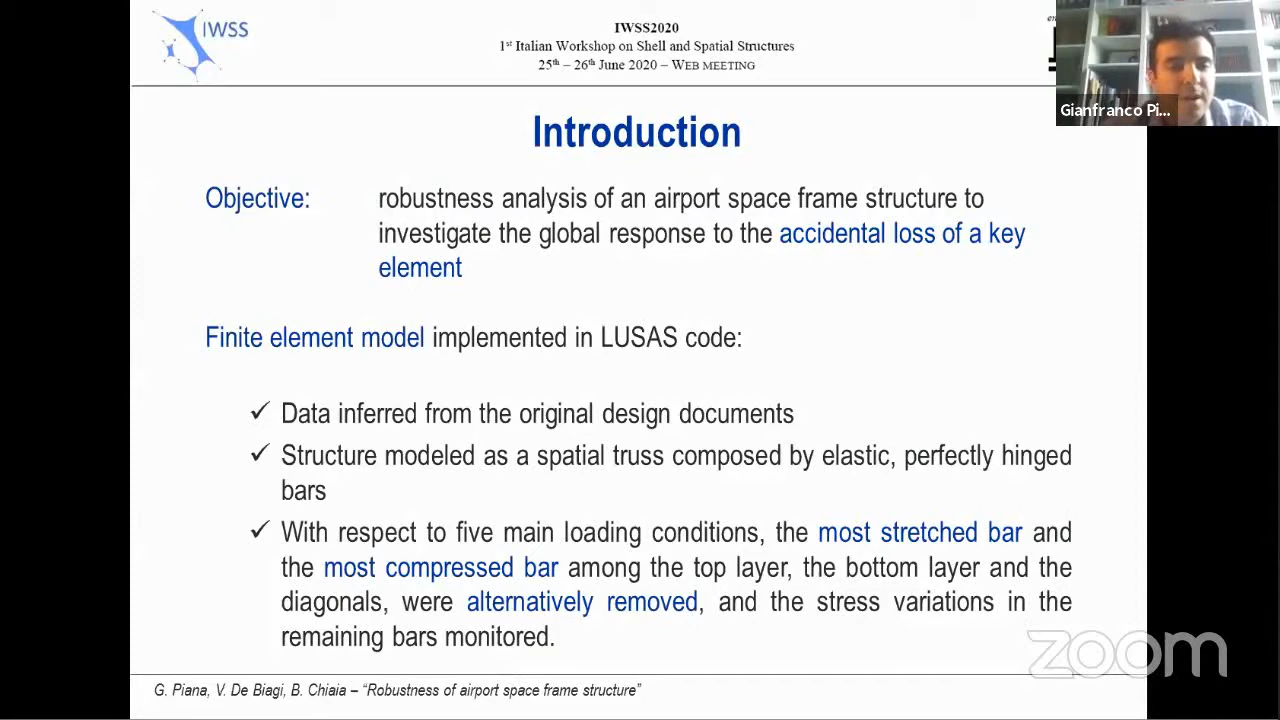 IWSS
IWSS2020
1st Italian Workshop on Shell and Spatial Structures
25th – 26th June 2020 – WEB MEETING
Gianfranco Pi...
Introduction
Objective: robustness analysis of an airport space frame structure to
investigate the global response to the accidental loss of a key
element
Finite element model implemented in LUSAS code:
✓ Data inferred from the original design documents
✓ Structure modeled as a spatial truss composed by elastic, perfectly hinged
bars
✓ With respect to five main loading conditions, the most stretched bar and
the most compressed bar among the top layer, the bottom layer and the
diagonals, were alternatively removed, and the stress variations in the
remaining bars monitored.
zoom
G. Piana, V. De Biagi, B. Chiaia – “Robustness of airport space frame structure”